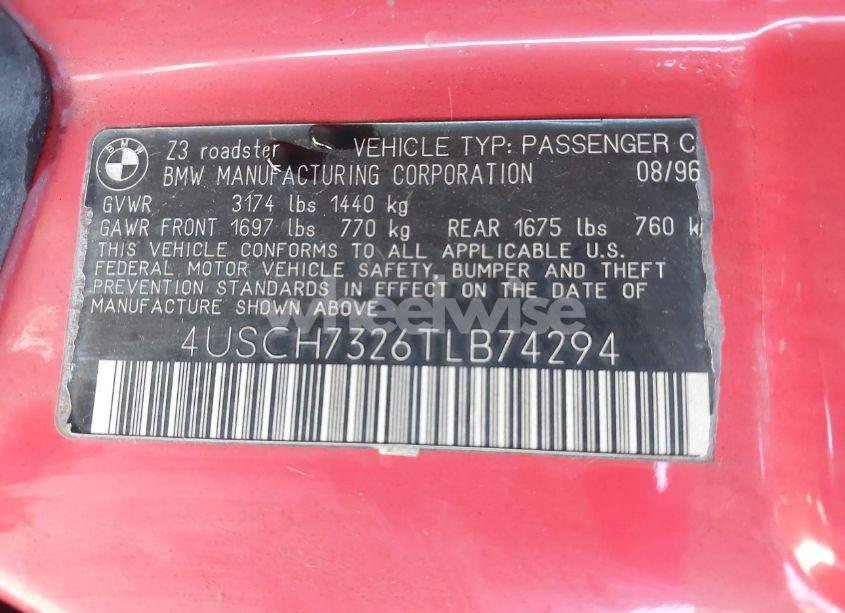 BMW
Z3 roadster VEHICLE TYP: PASSENGER C
BMW MANUFACTURING CORPORATION 08/96
GVWR 3174 lbs 1440 kg
GAWR FRONT 1697 lbs 770 kg REAR 1675 lbs 760 k
THIS VEHICLE CONFORMS TO ALL APPLICABLE U.S.
FEDERAL MOTOR VEHICLE SAFETY, BUMPER AND THEFT
PREVENTION STANDARDS IN EFFECT ON THE DATE OF
MANUFACTURE SHOWN ABOVE
wheelwise
4USCH7326TLB74294